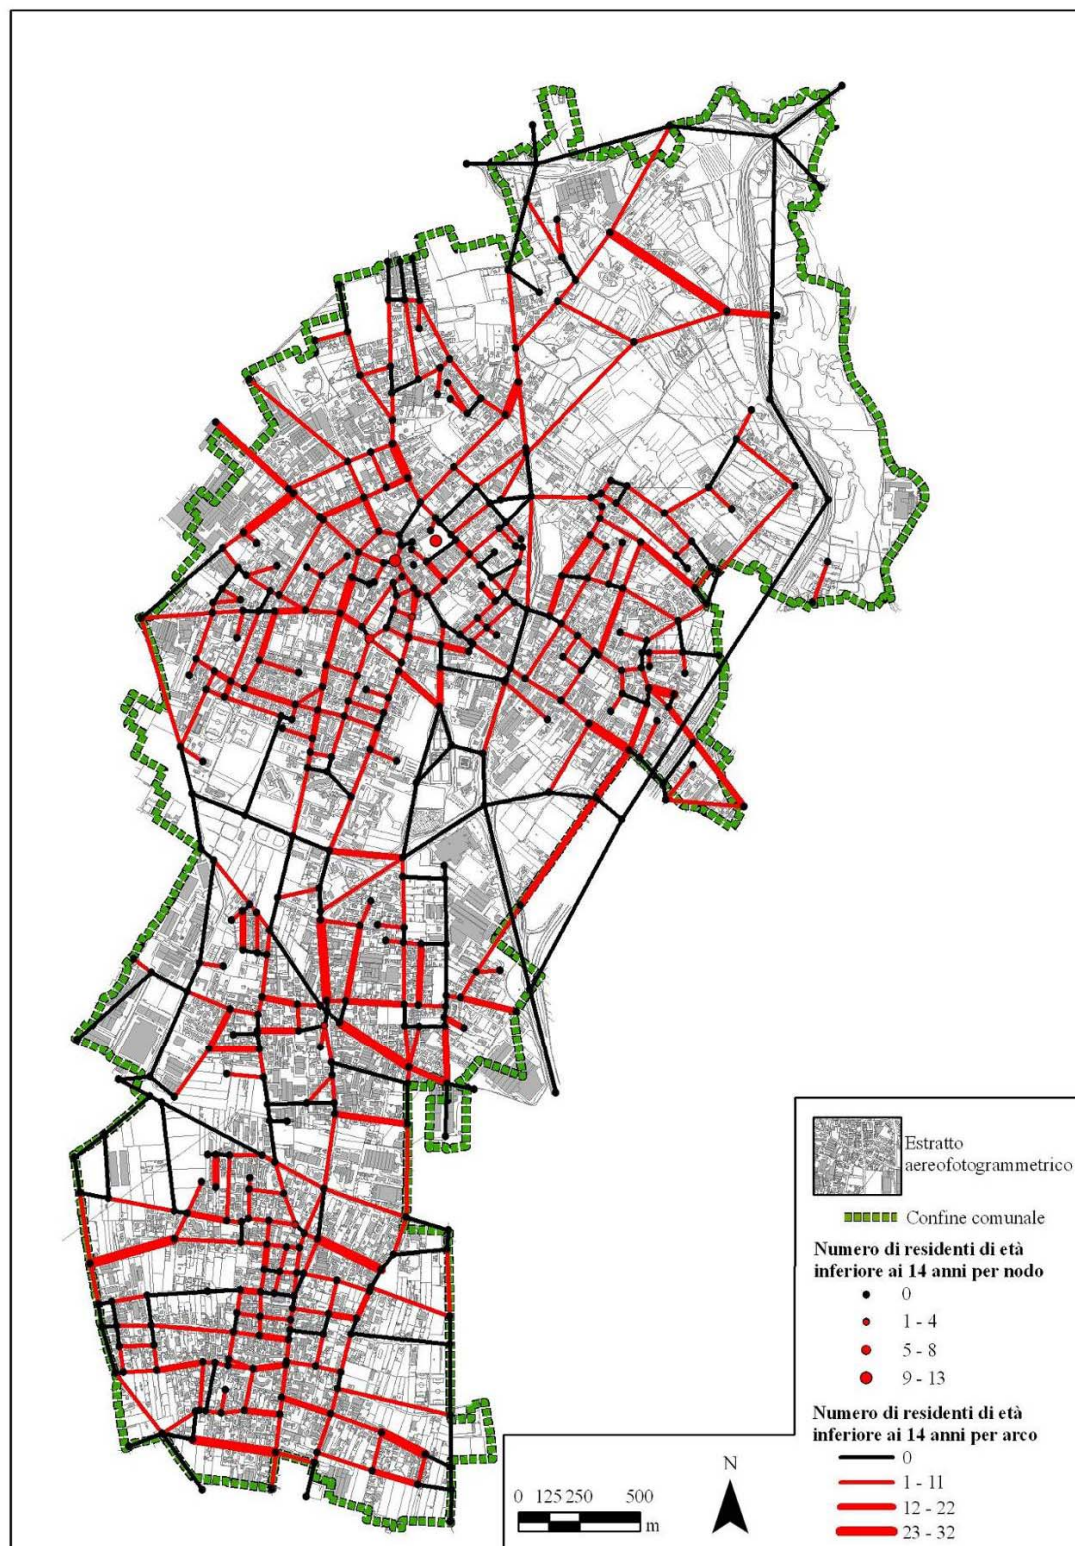 Estratto
aereofotogrammetrico
Confine comunale
Numero di residenti di età
inferiore ai 14 anni per nodo
0
1 - 4
5 - 8
9 - 13
Numero di residenti di età
inferiore ai 14 anni per arco
0
1 - 11
12 - 22
23 - 32
N
0 125 250 500
m